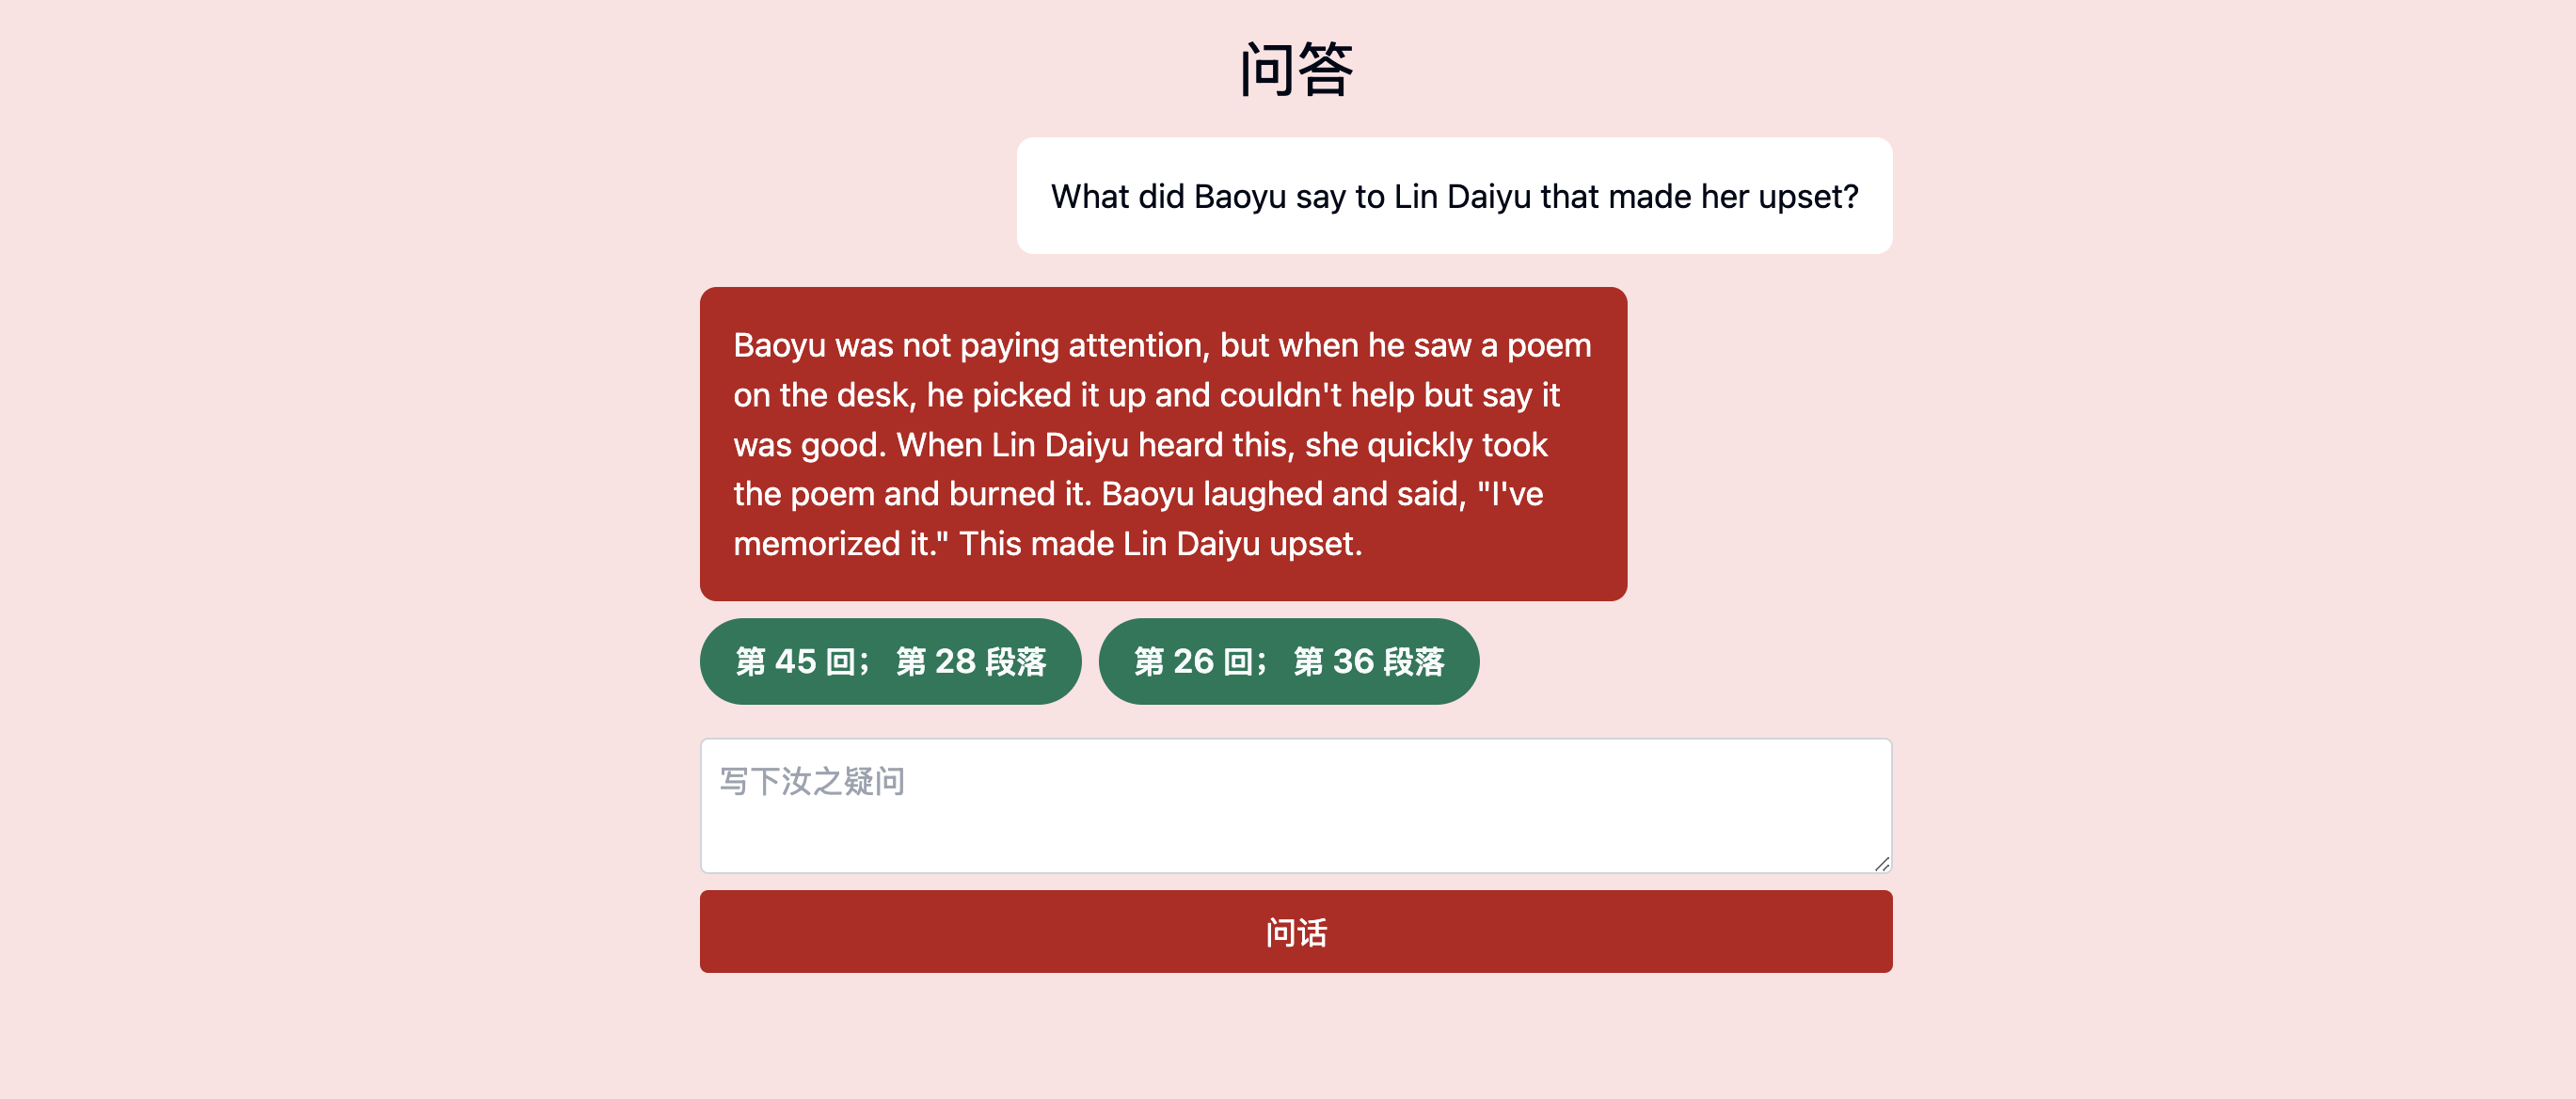 问答
What did Baoyu say to Lin Daiyu that made her upset?
Baoyu was not paying attention, but when he saw a poem
on the desk, he picked it up and couldn't help but say it
was good. When Lin Daiyu heard this, she quickly took
the poem and burned it. Baoyu laughed and said, "I've
memorized it." This made Lin Daiyu upset.
第 45 回； 第 28 段落
第 26 回； 第 36 段落
写下汝之疑问
问话